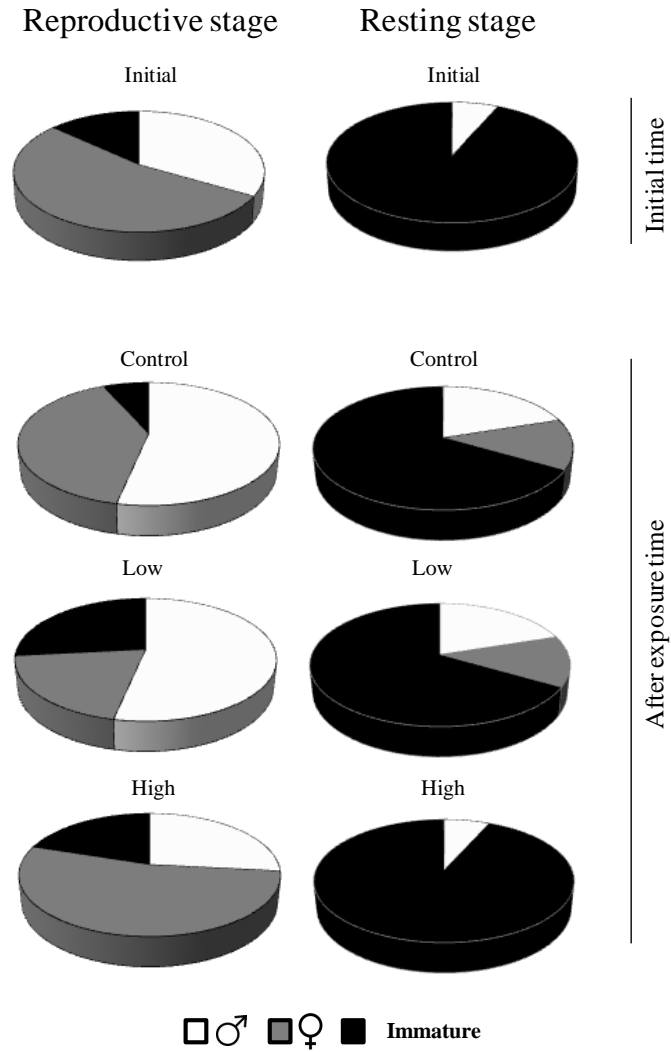 Reproductive stage Resting stage
Initial Initial
Initial time
Control Control
Low Low
High High
After exposure time
♂ ♀ Immature